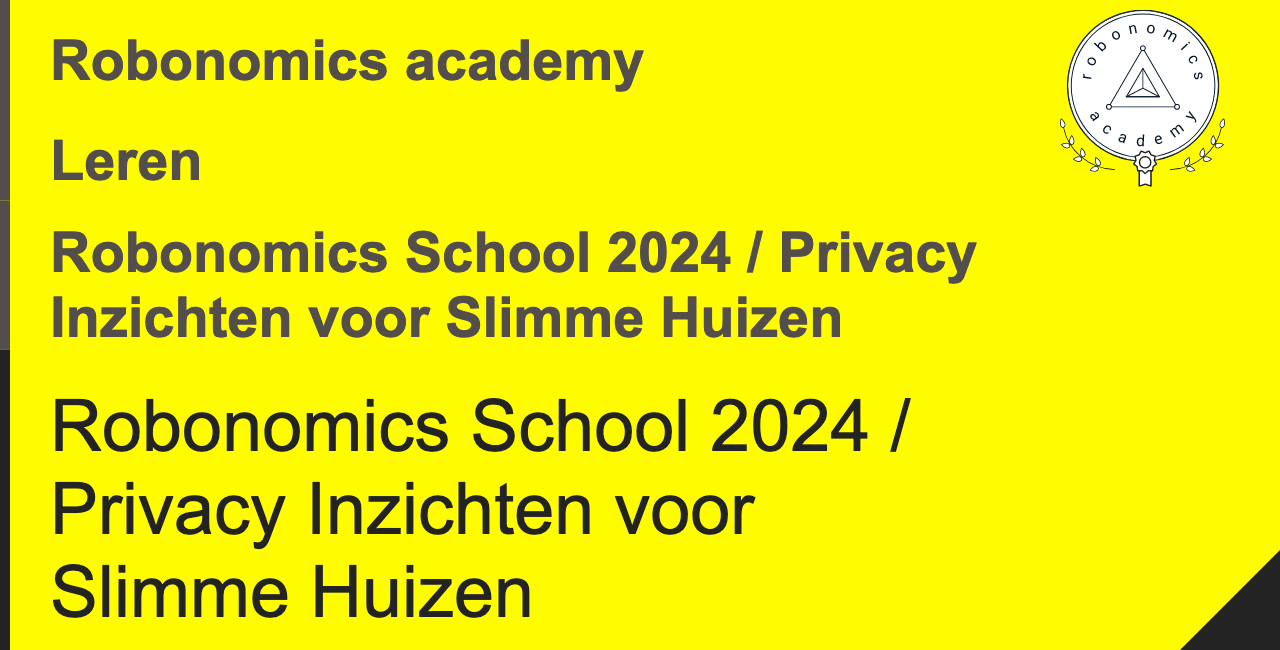 Robonomics academy
robonomics
academy
Leren
Robonomics School 2024 / Privacy
Inzichten voor Slimme Huizen
Robonomics School 2024 /
Privacy Inzichten voor
Slimme Huizen